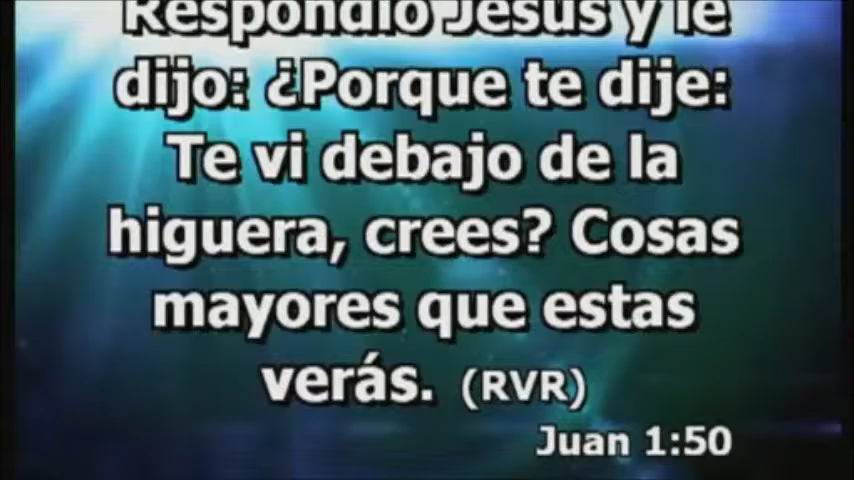 Respondió Jesús y le
dijo: ¿Porque te dije:
Te vi debajo de la
higuera, crees? Cosas
mayores que estas
verás. (RVR)
Juan 1:50